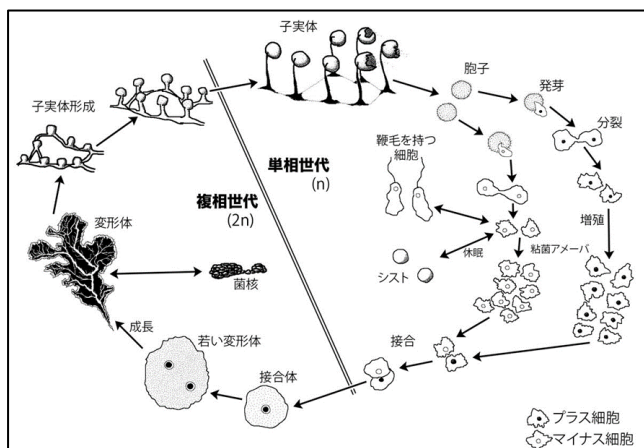 子実体
胞子
発芽
子実体形成
分裂
鞭毛を持つ
細胞
単相世代
(n)
複相世代
(2n)
増殖
変形体
休眠
粘菌アメーバ
シスト
菌核
成長
若い変形体
接合
接合体
プラス細胞
マイナス細胞